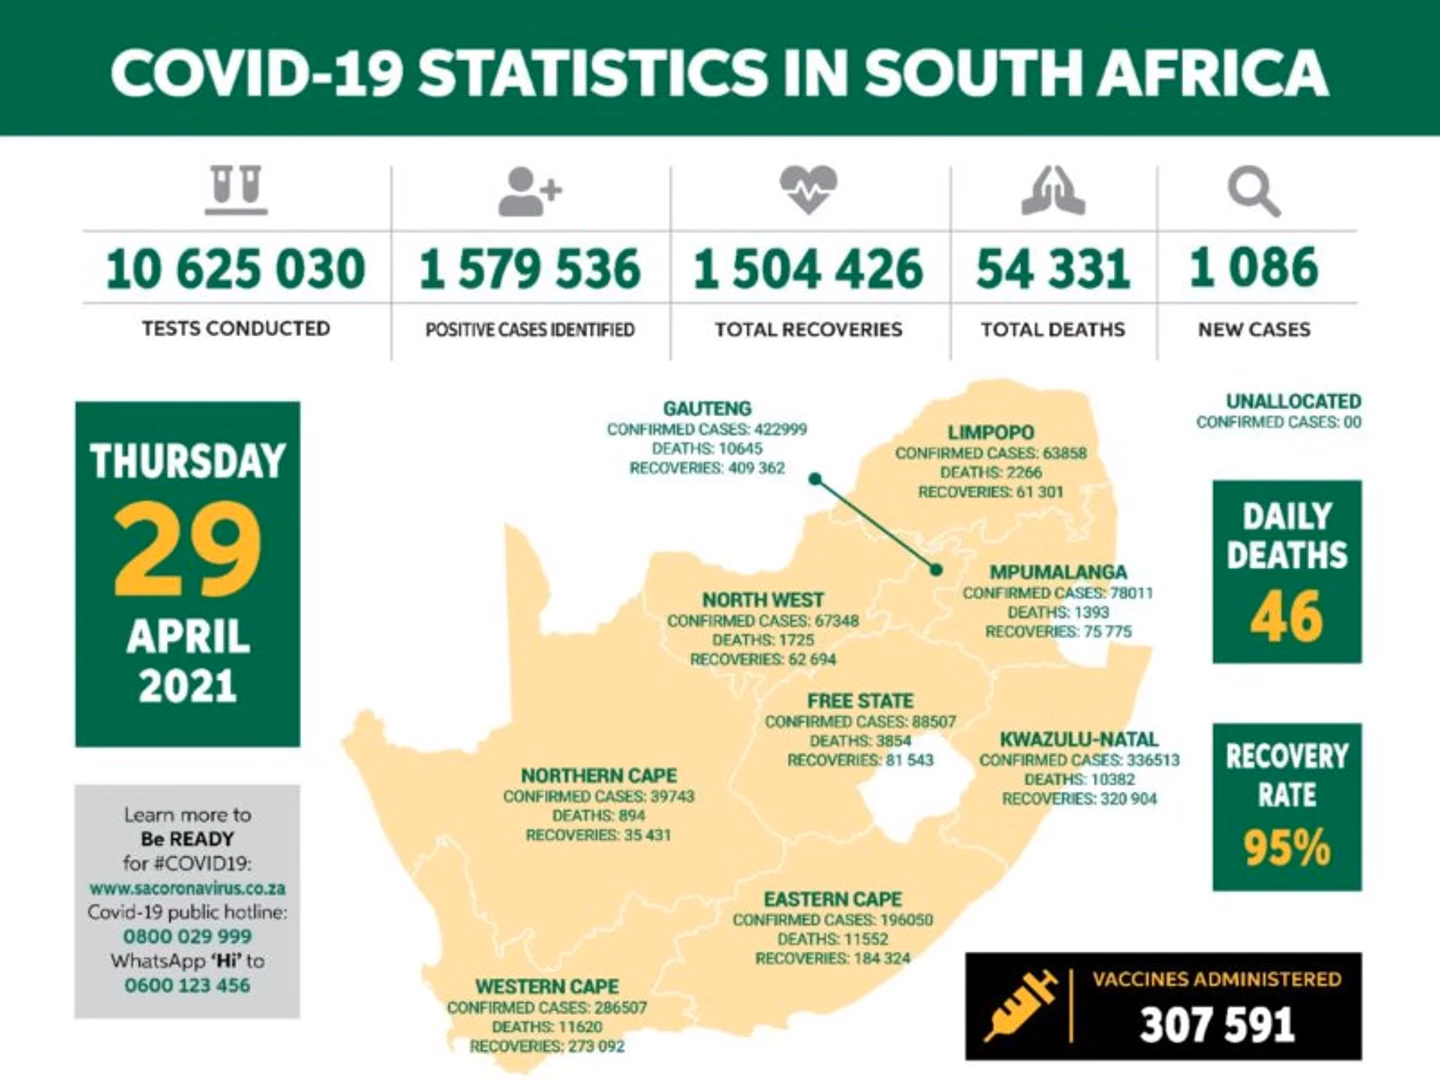 COVID-19 STATISTICS IN SOUTH AFRICA
10 625 030
TESTS CONDUCTED
1 579 536
POSITIVE CASES IDENTIFIED
1 504 426
TOTAL RECOVERIES
54 331
TOTAL DEATHS
1 086
NEW CASES
THURSDAY
29
APRIL
2021
Learn more to
Be READY
for #COVID19:
www.sacoronavirus.co.za
Covid-19 public hotline:
0800 029 999
WhatsApp 'Hi' to
0600 123 456
GAUTENG
CONFIRMED CASES: 422999
DEATHS: 10645
RECOVERIES: 409 362
LIMPOPO
CONFIRMED CASES: 63858
DEATHS: 2266
RECOVERIES: 61 301
MPUMALANGA
CONFIRMED CASES: 78011
DEATHS: 1393
RECOVERIES: 75 775
NORTH WEST
CONFIRMED CASES: 67348
DEATHS: 1725
RECOVERIES: 62 694
FREE STATE
CONFIRMED CASES: 88507
DEATHS: 3854
RECOVERIES: 81 543
KWAZULU-NATAL
CONFIRMED CASES: 336513
DEATHS: 10382
RECOVERIES: 320 904
NORTHERN CAPE
CONFIRMED CASES: 39743
DEATHS: 894
RECOVERIES: 35 431
EASTERN CAPE
CONFIRMED CASES: 196050
DEATHS: 11552
RECOVERIES: 184 324
WESTERN CAPE
CONFIRMED CASES: 286507
DEATHS: 11620
RECOVERIES: 273 092
UNALLOCATED
CONFIRMED CASES: 00
DAILY
DEATHS
46
RECOVERY
RATE
95%
VACCINES ADMINISTERED
307 591